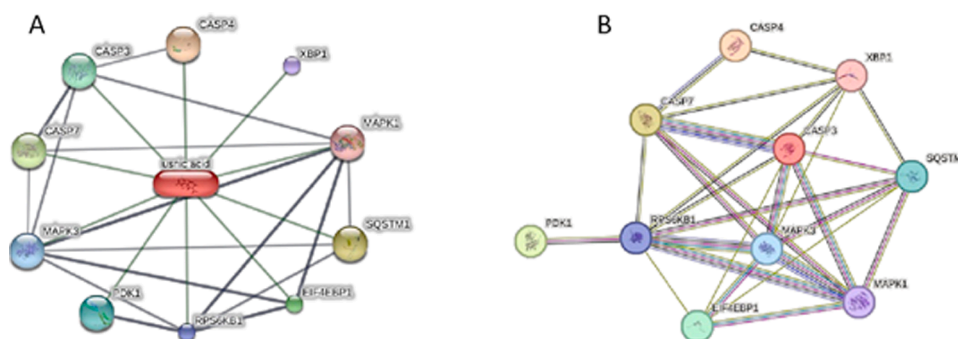 A
CASP4
CASP3
XBP1
CASP7
MAPK1
usnic acid
MAPK3
SQSTM1
PDK1
EIF4EBP1
RPS6KB1
B
CASP4
XBP1
CASP7
CASP3
SQSTM
PDK1
RPS6KB1
MAPK3
MAPK1
EIF4EBP1